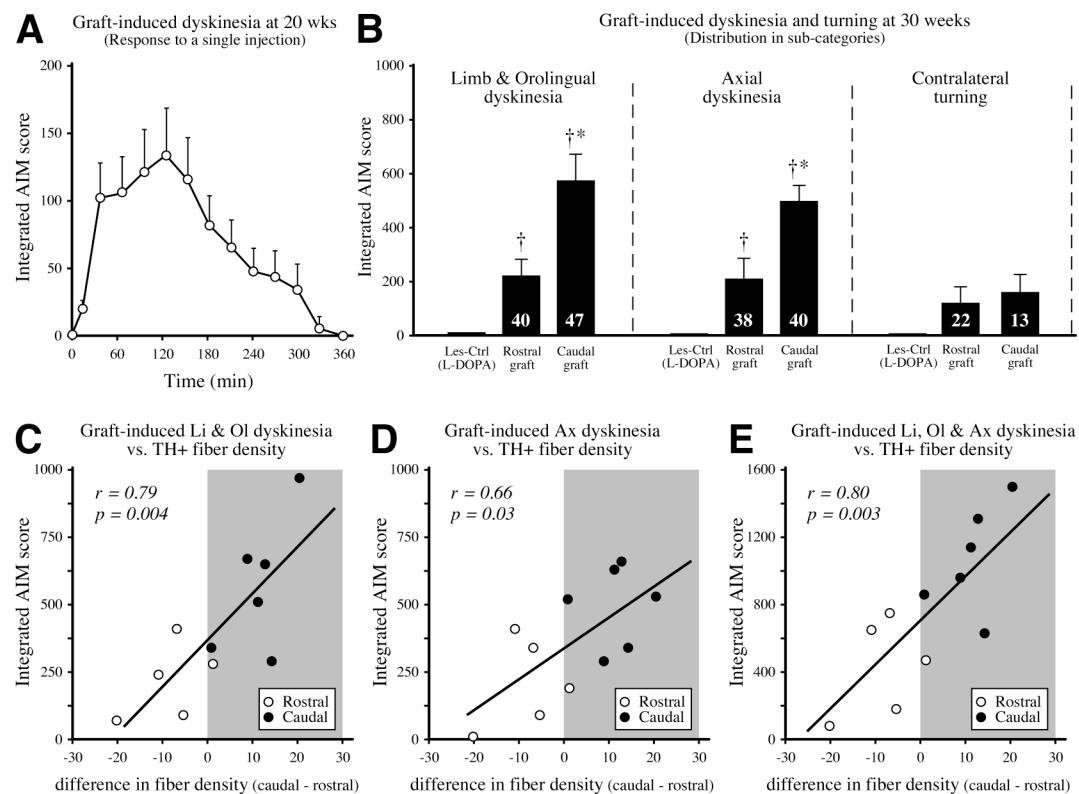 A
Graft-induced dyskinesia at 20 wks
(Response to a single injection)
Integrated AIM score
200
150
100
50
0
0 60 120 180 240 300 360
Time (min)
B
Graft-induced dyskinesia and turning at 30 weeks
(Distribution in sub-categories)
Integrated AIM score
1000
800
600
400
200
0
Limb & Orolingual
dyskinesia
Axial
dyskinesia
Contralateral
turning
† †* † †*
40 47 38 40 22 13
Les-Ctrl Rostral Caudal Les-Ctrl Rostral Caudal Les-Ctrl Rostral Caudal
(L-DOPA) graft graft (L-DOPA) graft graft (L-DOPA) graft graft
C
Graft-induced Li & Ol dyskinesia
vs. TH+ fiber density
Integrated AIM score
1000
750
500
250
0
r = 0.79
p = 0.004
Rostral
Caudal
-30 -20 -10 0 10 20 30
difference in fiber density (caudal - rostral)
D
Graft-induced Ax dyskinesia
vs. TH+ fiber density
Integrated AIM score
1000
750
500
250
0
r = 0.66
p = 0.03
Rostral
Caudal
-30 -20 -10 0 10 20 30
difference in fiber density (caudal - rostral)
E
Graft-induced Li, Ol & Ax dyskinesia
vs. TH+ fiber density
Integrated AIM score
1600
1200
800
400
0
r = 0.80
p = 0.003
Rostral
Caudal
-30 -20 -10 0 10 20 30
difference in fiber density (caudal - rostral)